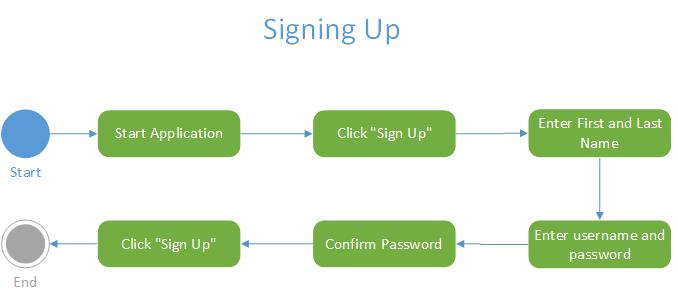 Signing Up
Start Application
Click "Sign Up"
Enter First and Last
Name
Start
Enter username and
password
Confirm Password
Click "Sign Up"
End